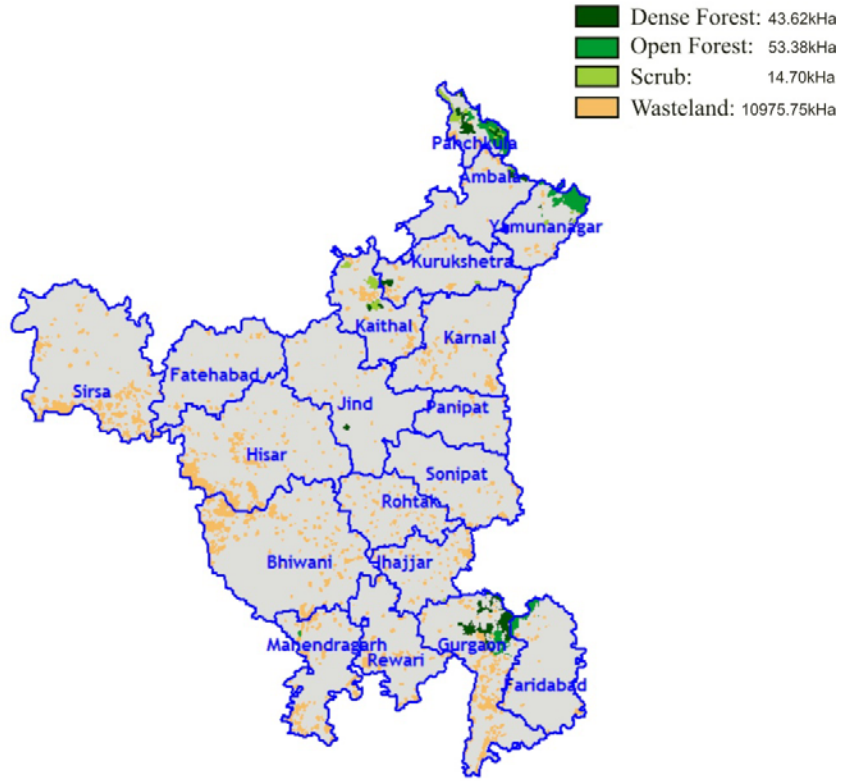 Dense Forest: 43.62kHa
Open Forest: 53.38kHa
Scrub: 14.70kHa
Wasteland: 10975.75kHa
Panchkula
Ambala
Yamunanagar
Kurukshetra
Kaithal
Karnal
Sirsa
Fatehabad
Jind
Panipat
Hisar
Sonipat
Rohtak
Bhiwani
Jhajjar
Mahendragarh
Gurgaon
Rewari
Faridabad